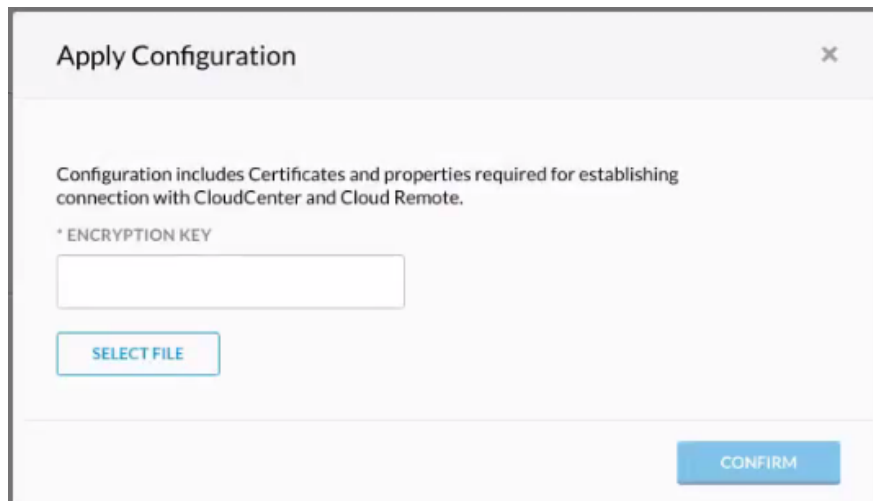 Apply Configuration
Configuration includes Certificates and properties required for establishing
connection with CloudCenter and Cloud Remote.
* ENCRYPTION KEY
SELECT FILE
CONFIRM